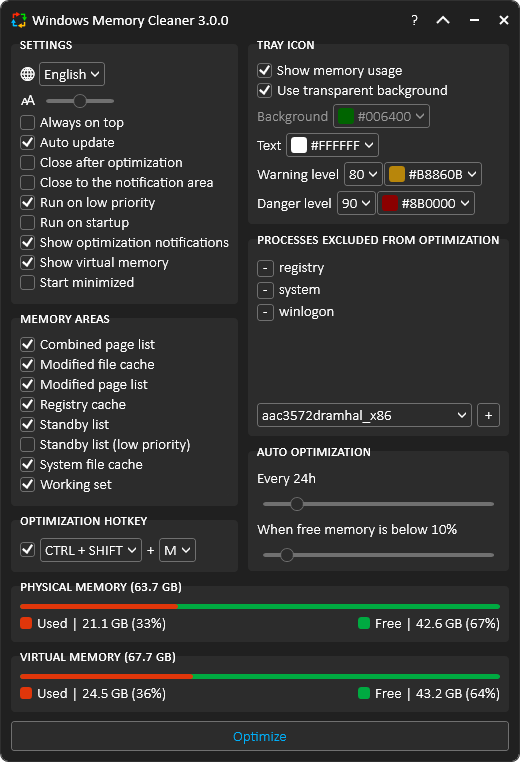 Windows Memory Cleaner 3.0.0
?
SETTINGS
English
AA
Always on top
Auto update
Close after optimization
Close to the notification area
Run on low priority
Run on startup
Show optimization notifications
Show virtual memory
Start minimized
MEMORY AREAS
Combined page list
Modified file cache
Modified page list
Registry cache
Standby list
Standby list (low priority)
System file cache
Working set
OPTIMIZATION HOTKEY
CTRL + SHIFT + M
TRAY ICON
Show memory usage
Use transparent background
Background #006400
Text #FFFFFF
Warning level 80 #B8860B
Danger level 90 #8B0000
PROCESSES EXCLUDED FROM OPTIMIZATION
- registry
- system
- winlogon
aac3572dramhal_x86 +
AUTO OPTIMIZATION
Every 24h
When free memory is below 10%
PHYSICAL MEMORY (63.7 GB)
Used | 21.1 GB (33%) Free | 42.6 GB (67%)
VIRTUAL MEMORY (67.7 GB)
Used | 24.5 GB (36%) Free | 43.2 GB (64%)
Optimize